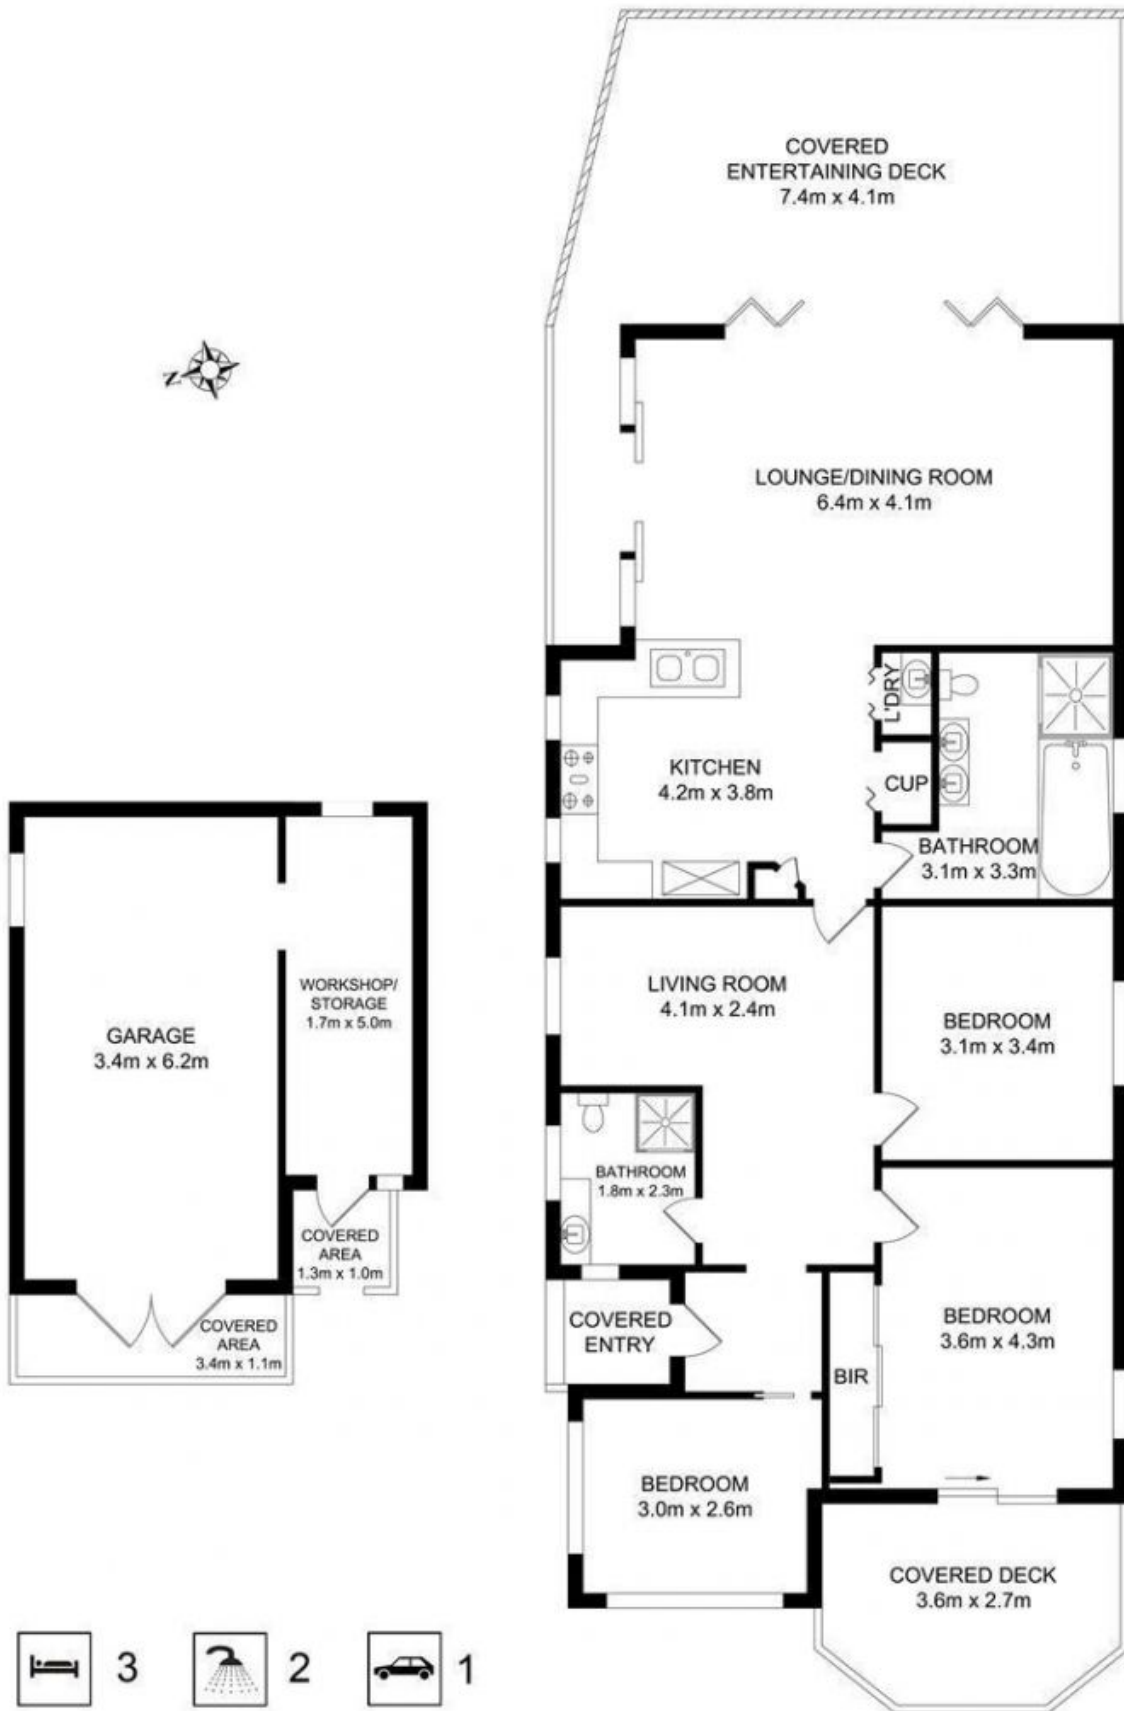 COVERED
ENTERTAINING DECK
7.4m x 4.1m
N
LOUNGE/DINING ROOM
6.4m x 4.1m
L'DRY
KITCHEN
4.2m x 3.8m
CUP
BATHROOM
3.1m x 3.3m
LIVING ROOM
4.1m x 2.4m
WORKSHOP/
STORAGE
1.7m x 5.0m
GARAGE
3.4m x 6.2m
BEDROOM
3.1m x 3.4m
BATHROOM
1.8m x 2.3m
COVERED
AREA
1.3m x 1.0m
COVERED
AREA
3.4m x 1.1m
COVERED
ENTRY
BEDROOM
3.6m x 4.3m
BIR
BEDROOM
3.0m x 2.6m
COVERED DECK
3.6m x 2.7m
3 2 1